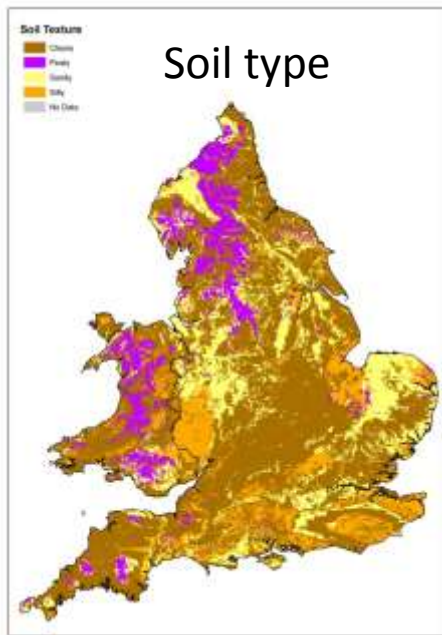 Soil Texture
Soil type
Clayey
Peaty
Sandy
Silty
No Data